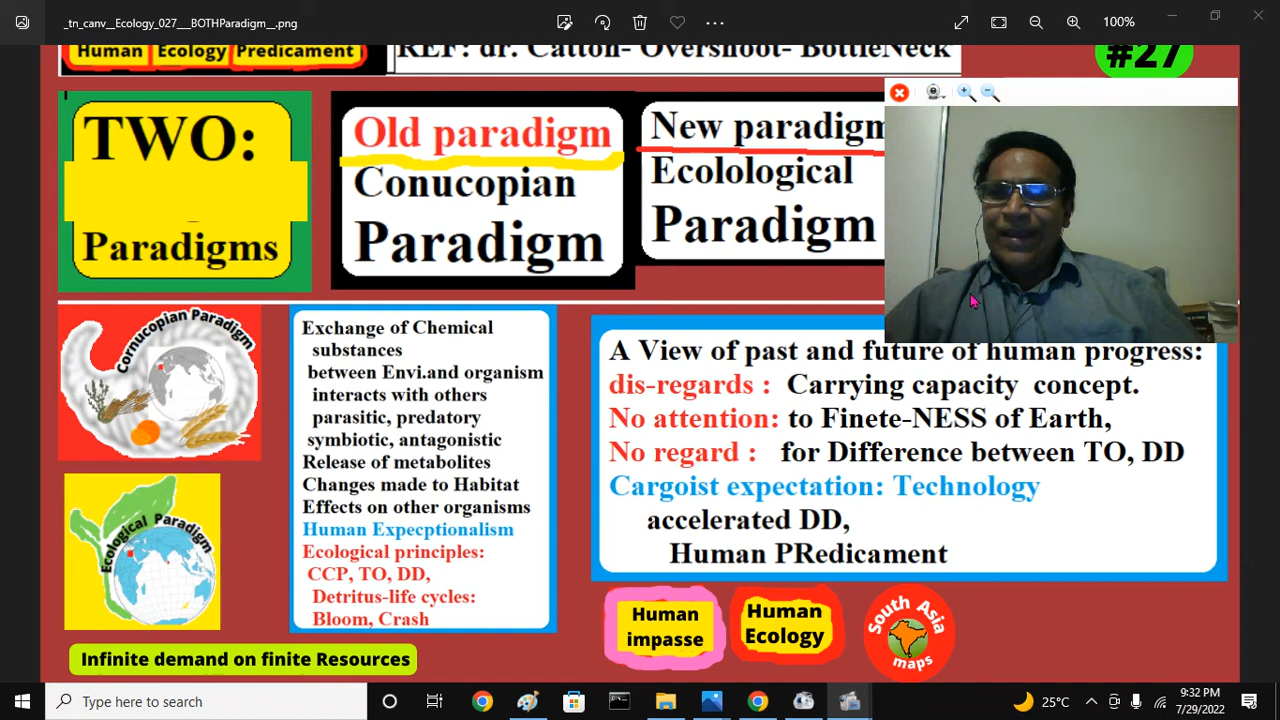 _tn_canv__Ecology_027___BOTHParadigm_.png
100%
Human Ecology Predicament
REF: dr. Catton- Overshoot- BottleNeck
#27
TWO:
Paradigms
Old paradigm
Conucopian
Paradigm
New paradigm
Ecolological
Paradigm
Cornucopian Paradigm
Exchange of Chemical
substances
between Envi.and organism
interacts with others
parasitic, predatory
symbiotic, antagonistic
Release of metabolites
Changes made to Habitat
Effects on other organisms
Human Expecptionalism
Ecological principles:
CCP, TO, DD,
Detritus-life cycles:
Bloom, Crash
A View of past and future of human progress:
dis-regards : Carrying capacity concept.
No attention: to Finete-NESS of Earth,
No regard : for Difference between TO, DD
Cargoist expectation: Technology
accelerated DD,
Human PRedicament
Ecological Paradigm
Human
impasse
Human
Ecology
South Asia
maps
Infinite demand on finite Resources
Type here to search
25°C
9:32 PM
7/29/2022